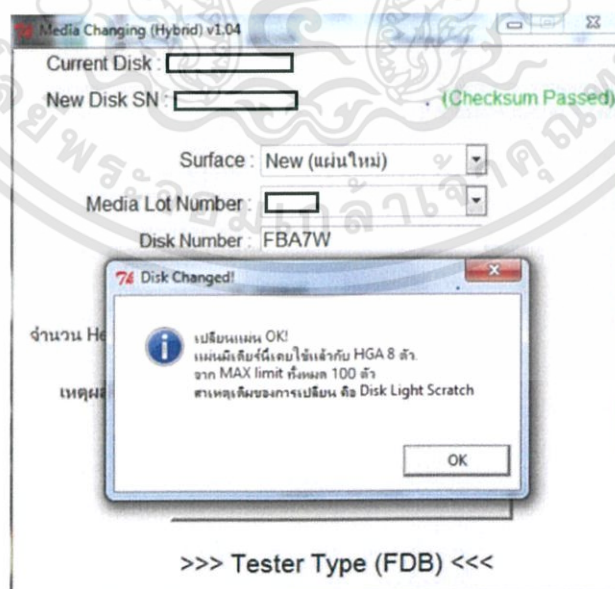 Media Changing (Hybrid) v1.04
Current Disk :
New Disk SN : (Checksum Passed)
Surface : New (แผ่นใหม่)
Media Lot Number :
Disk Number : FBA7W
Disk Changed!
เปลี่ยนแผ่น OK!
แผ่นมีเดียร์นี้เคยใช้แล้วกับ HGA 8 ตัว.
จาก MAX limit ทั้งหมด 100 ตัว
สาเหตุเดิมของการเปลี่ยน คือ Disk Light Scratch
จำนวน He
เหตุผล
OK
>>> Tester Type (FDB) <<<